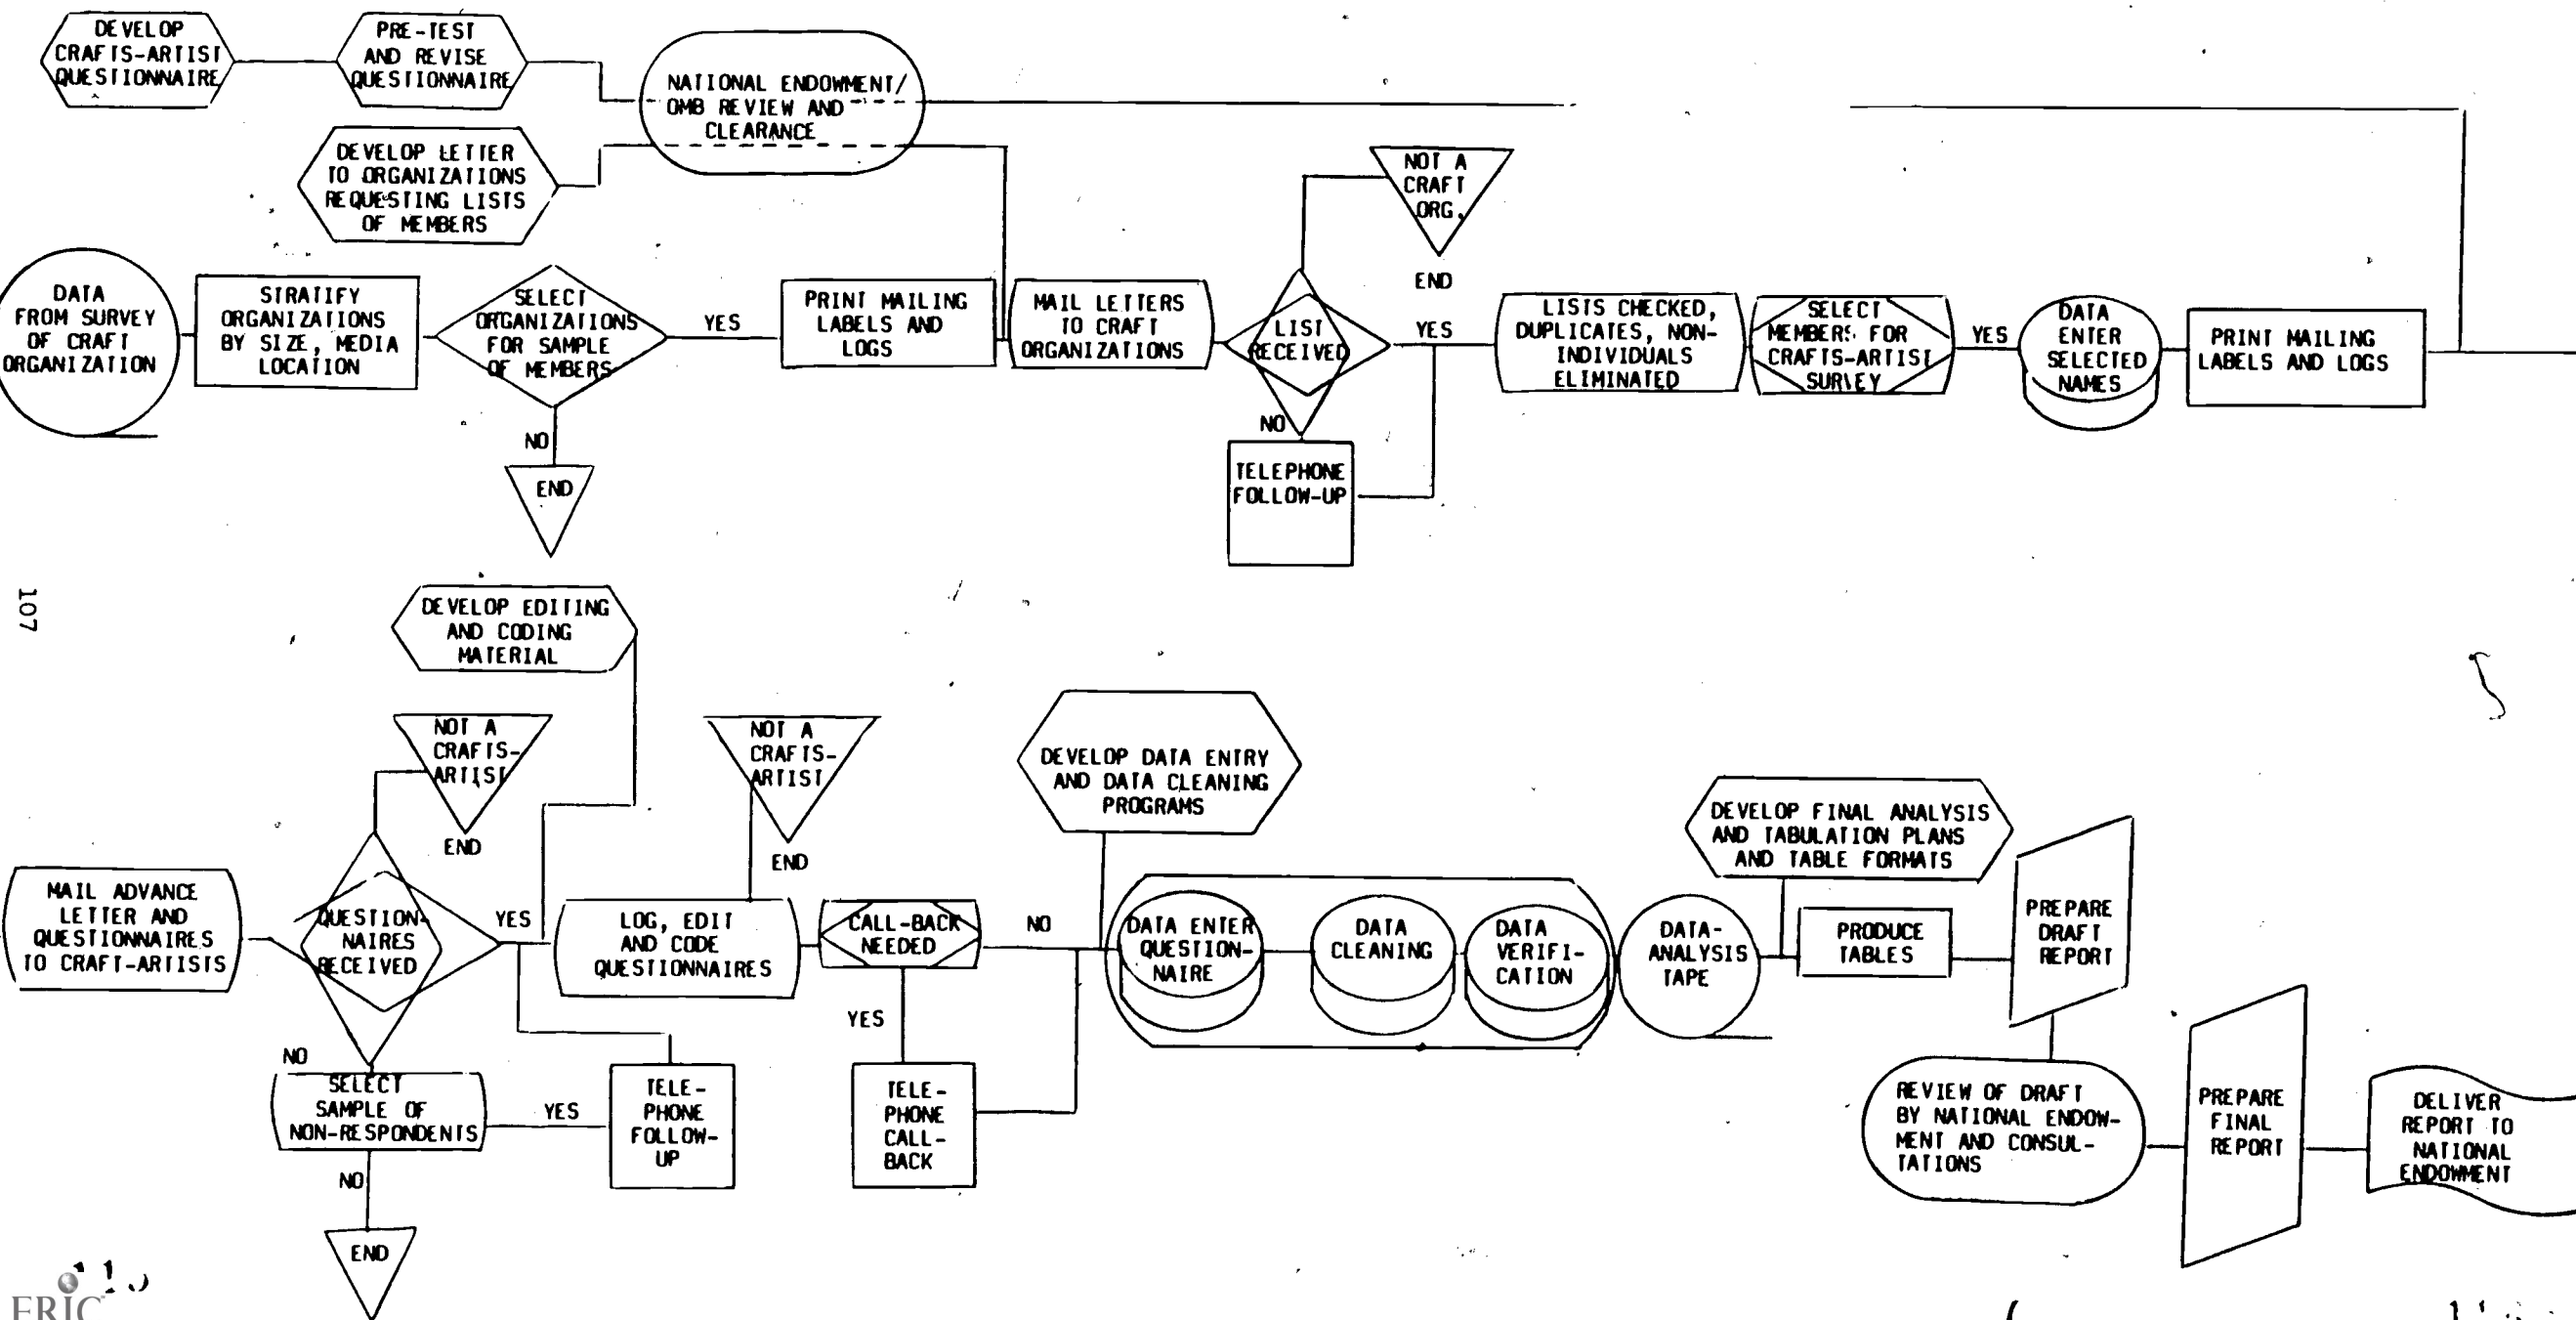 DEVELOP
CRAFTS-ARTIST
QUESTIONNAIRE
PRE-TEST
AND REVISE
QUESTIONNAIRE
NATIONAL ENDOWMENT/
OMB REVIEW AND
CLEARANCE
DEVELOP LETTER
TO ORGANIZATIONS
REQUESTING LISTS
OF MEMBERS
NOT A
CRAFT
ORG.
END
DATA
FROM SURVEY
OF CRAFT
ORGANIZATION
STRATIFY
ORGANIZATIONS
BY SIZE, MEDIA
LOCATION
SELECT
ORGANIZATIONS
FOR SAMPLE
OF MEMBERS
YES
NO
END
PRINT MAILING
LABELS AND
LOGS
MAIL LETTERS
TO CRAFT
ORGANIZATIONS
LIST
RECEIVED
YES
NO
TELEPHONE
FOLLOW-UP
LISTS CHECKED,
DUPLICATES, NON-
INDIVIDUALS
ELIMINATED
SELECT
MEMBERS FOR
CRAFTS-ARTIST
SURVEY
YES
DATA
ENTER
SELECTED
NAMES
PRINT MAILING
LABELS AND LOGS
107
DEVELOP EDITING
AND CODING
MATERIAL
NOT A
CRAFTS-
ARTIST
END
NOT A
CRAFTS-
ARTIST
END
DEVELOP DATA ENTRY
AND DATA CLEANING
PROGRAMS
DEVELOP FINAL ANALYSIS
AND TABULATION PLANS
AND TABLE FORMATS
MAIL ADVANCE
LETTER AND
QUESTIONNAIRES
TO CRAFT-ARTISTS
QUESTION-
NAIRES
RECEIVED
YES
NO
SELECT
SAMPLE OF
NON-RESPONDENTS
YES
NO
END
TELE-
PHONE
FOLLOW-
UP
LOG, EDIT
AND CODE
QUESTIONNAIRES
CALL-BACK
NEEDED
NO
YES
TELE-
PHONE
CALL-
BACK
DATA ENTER
QUESTION-
NAIRE
DATA
CLEANING
DATA
VERIFI-
CATION
DATA-
ANALYSIS
TAPE
PRODUCE
TABLES
PREPARE
DRAFT
REPORT
REVIEW OF DRAFT
BY NATIONAL ENDOW-
MENT AND CONSUL-
TATIONS
PREPARE
FINAL
REPORT
DELIVER
REPORT TO
NATIONAL
ENDOWMENT
ERIC